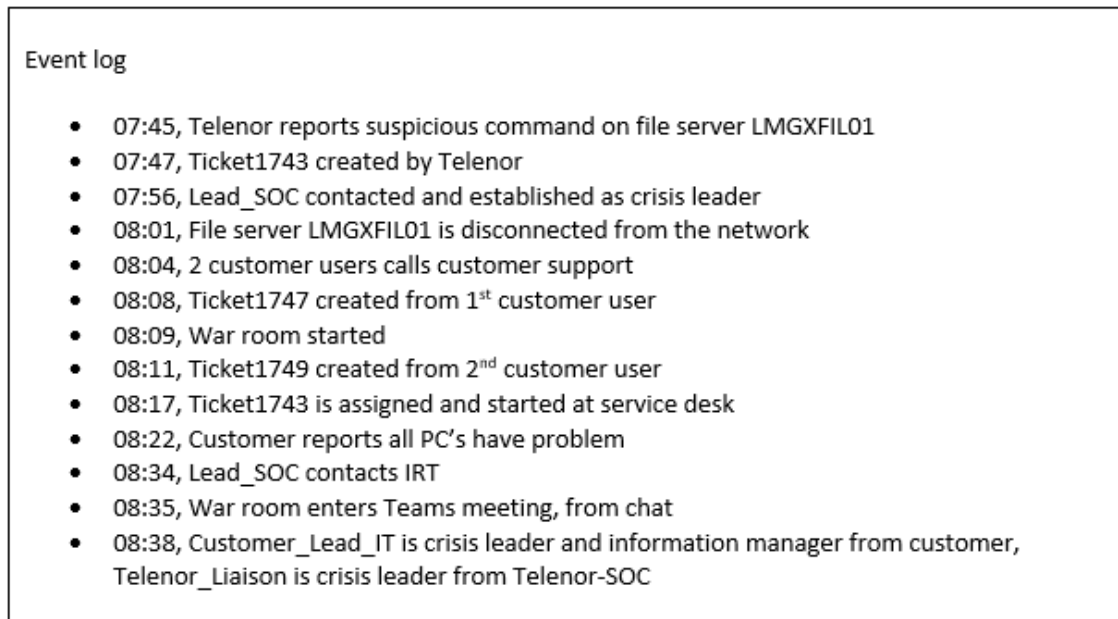 Event log
• 07:45, Telenor reports suspicious command on file server LMGXFIL01
• 07:47, Ticket1743 created by Telenor
• 07:56, Lead_SOC contacted and established as crisis leader
• 08:01, File server LMGXFIL01 is disconnected from the network
• 08:04, 2 customer users calls customer support
• 08:08, Ticket1747 created from 1st customer user
• 08:09, War room started
• 08:11, Ticket1749 created from 2nd customer user
• 08:17, Ticket1743 is assigned and started at service desk
• 08:22, Customer reports all PC’s have problem
• 08:34, Lead_SOC contacts IRT
• 08:35, War room enters Teams meeting, from chat
• 08:38, Customer_Lead_IT is crisis leader and information manager from customer,
Telenor_Liaison is crisis leader from Telenor-SOC